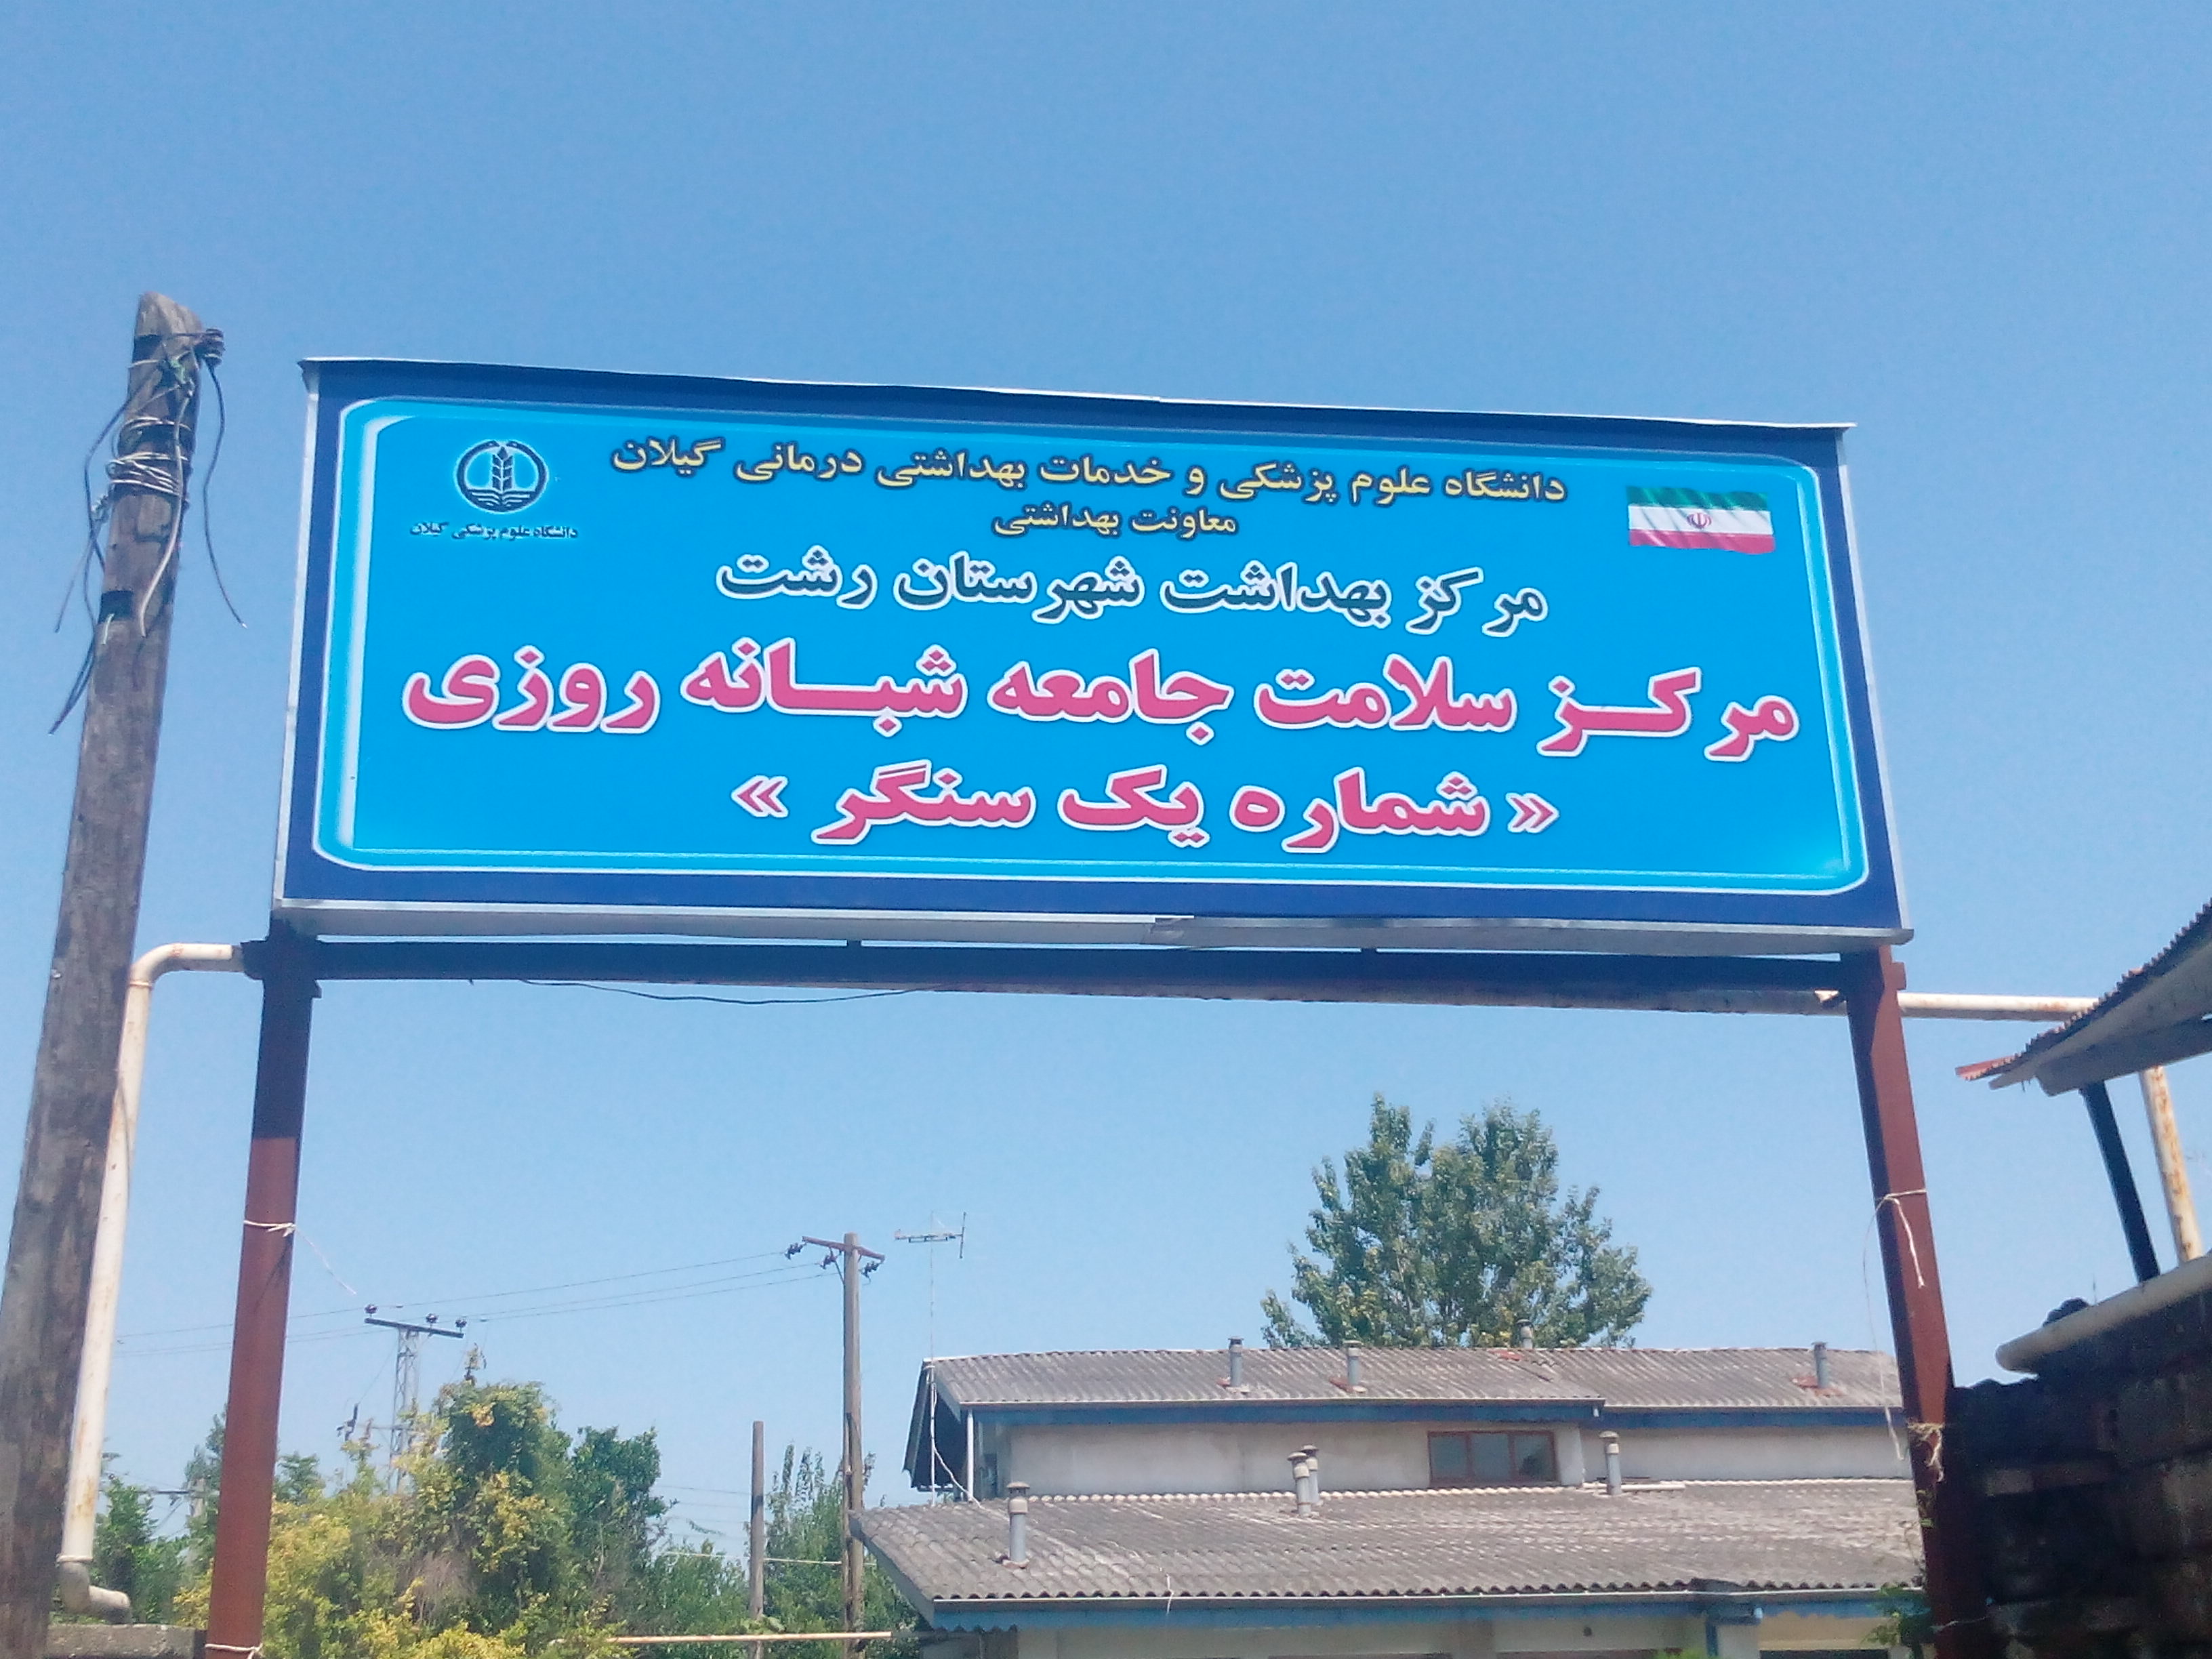 دانشگاه علوم پزشکی و خدمات بهداشتی درمانی گیلان
معاونت بهداشتی
دانشگاه علوم پزشکی گیلان
مرکز بهداشت شهرستان رشت
مرکز سلامت جامعه شبانه روزی
« شماره یک سنگر »